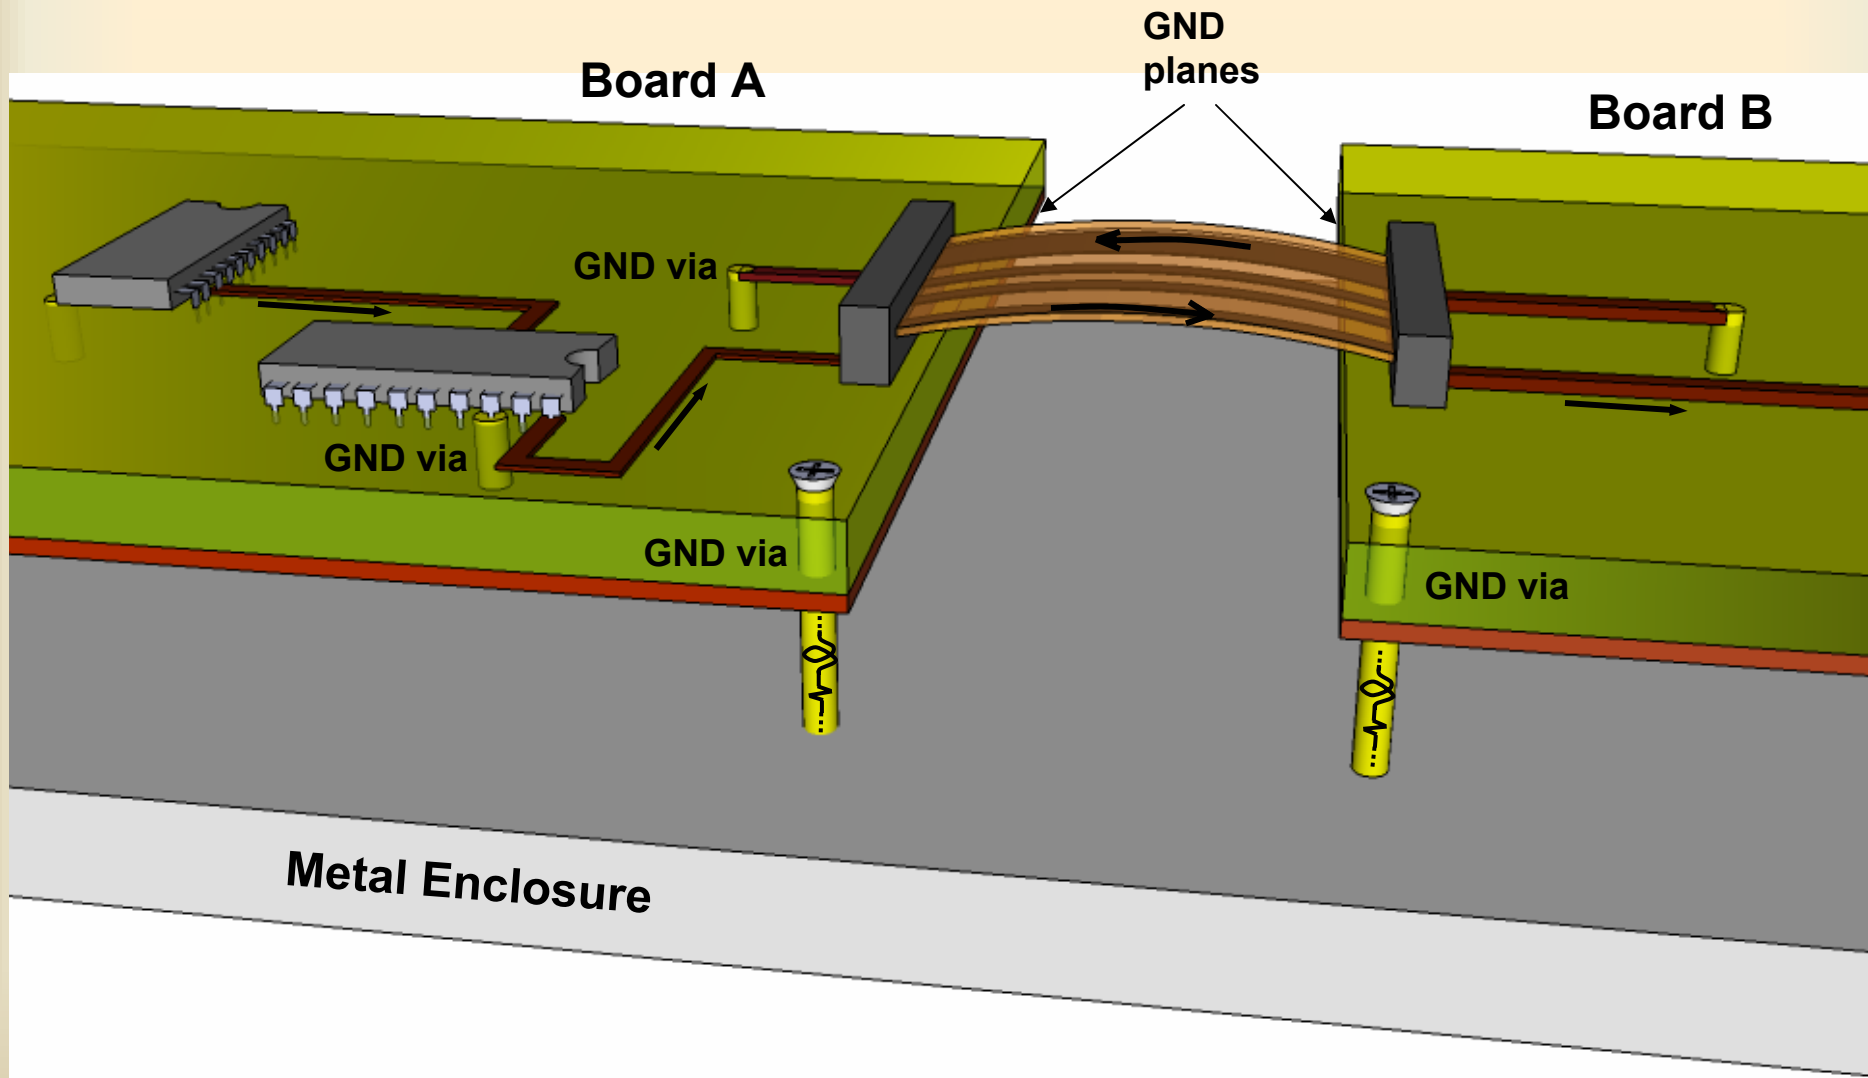 GND
planes
Board A
Board B
GND via
GND via
GND via
GND via
Metal Enclosure